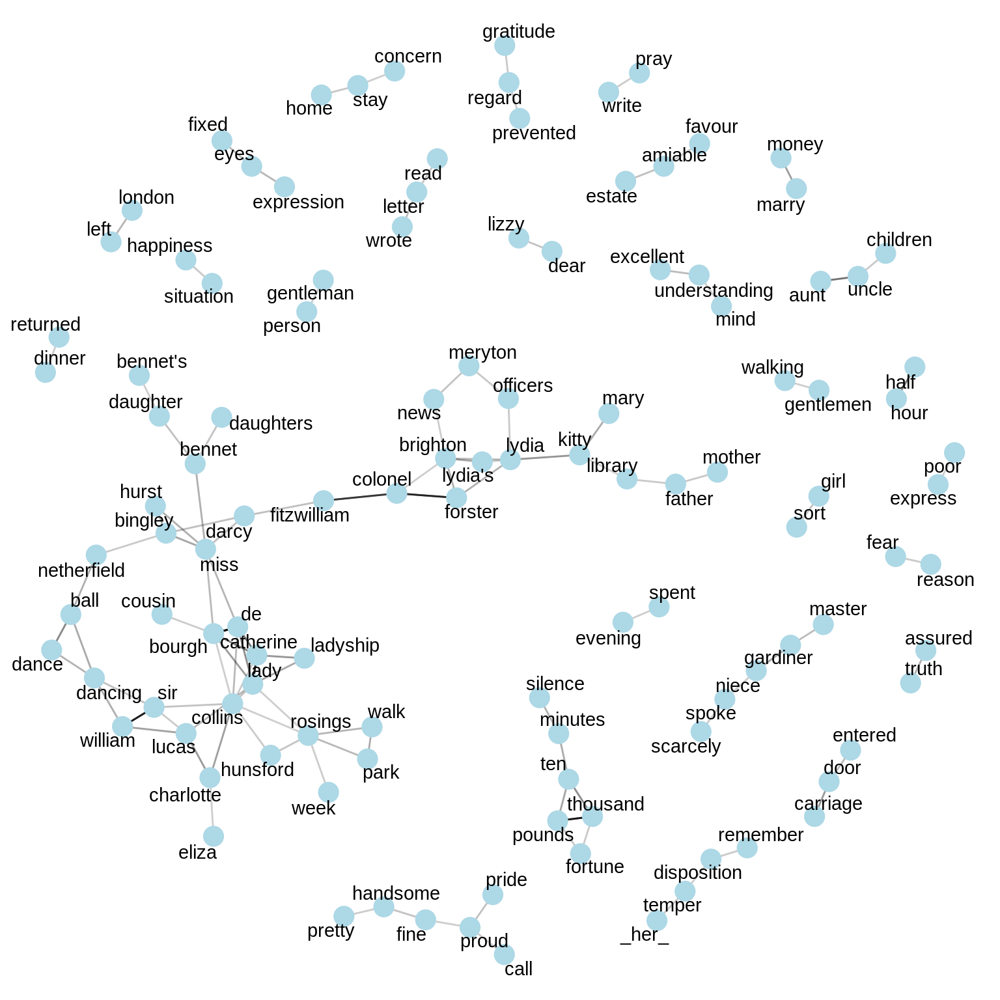 gratitude
concern
pray
regard
stay
write
home
fixed
favour
prevented
money
eyes
amiable
read
london
estate
expression
marry
letter
left
lizzy
wrote
children
happiness
excellent
dear
uncle
understanding
gentleman
aunt
situation
mind
returned
person
meryton
dinner
bennet's
walking
half
officers
mary
daughter
gentlemen
news
hour
daughters
kitty
brighton
lydia
bennet
mother
library
poor
lydia's
colonel
girl
hurst
father
express
forster
fitzwilliam
sort
bingley
darcy
fear
miss
netherfield
reason
spent
ball
cousin
master
de
evening
assured
catherine
ladyship
bourgh
gardiner
dance
truth
lady
silence
niece
dancing
sir
walk
spoke
collins
rosings
minutes
entered
william
lucas
scarcely
ten
door
hunsford
park
charlotte
thousand
carriage
week
pounds
remember
eliza
fortune
disposition
pride
handsome
temper
pretty
fine
proud
_her_
call